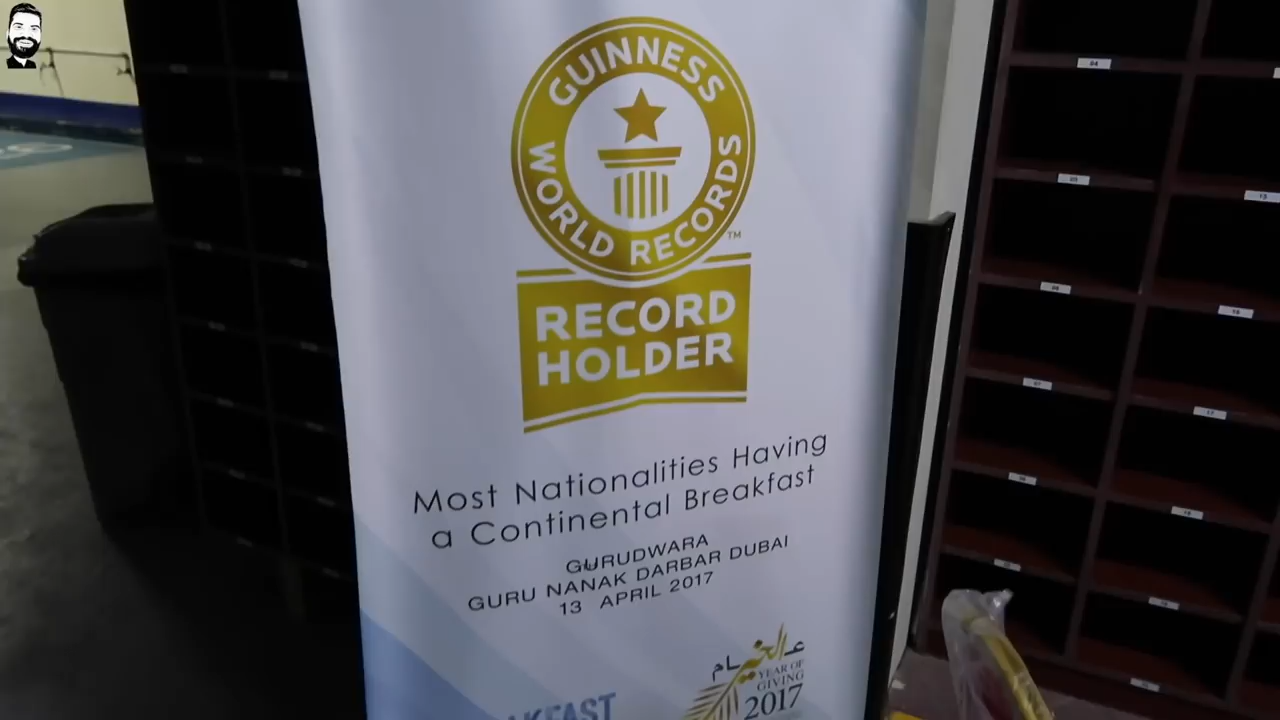 GUINNESS
WORLD RECORDS
TM
RECORD
HOLDER
Most Nationalities Having
a Continental Breakfast
GURUDWARA
GURU NANAK DARBAR DUBAI
13 APRIL 2017
عـام الخير
YEAR OF
GIVING
2017